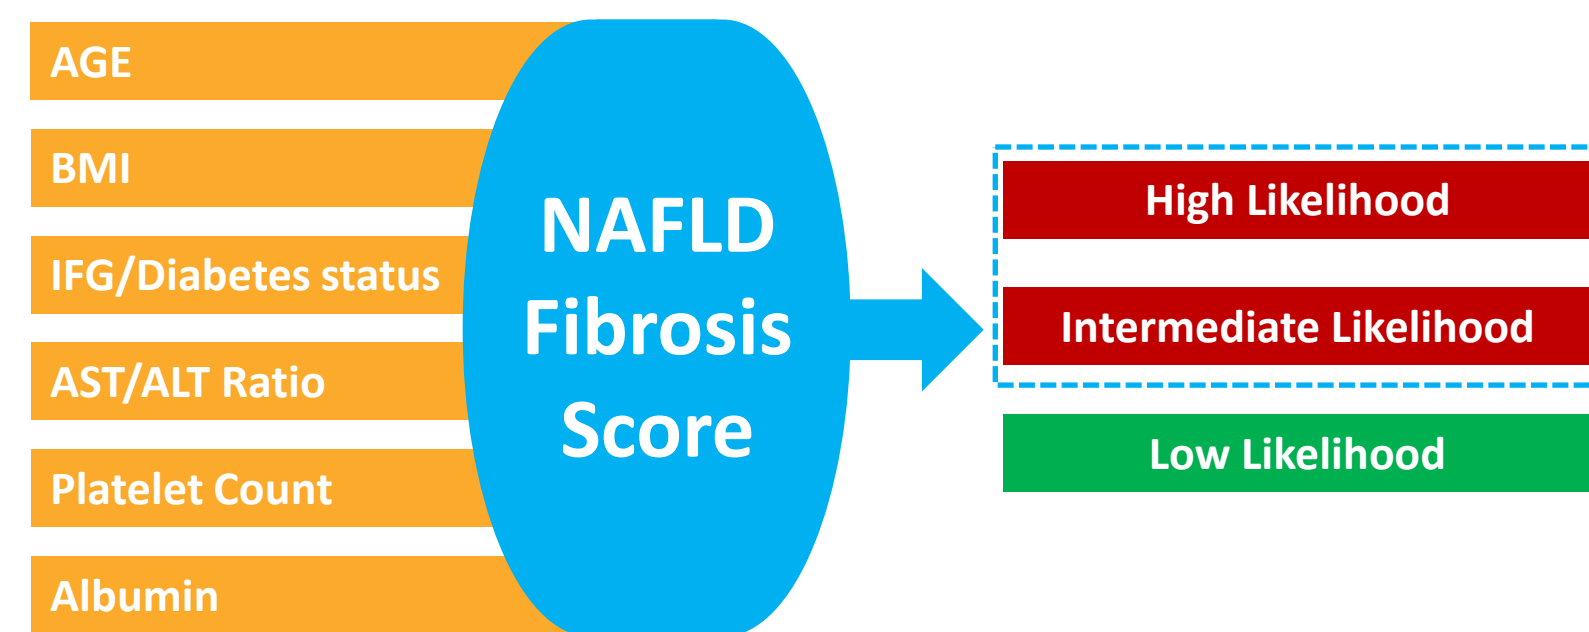 AGE
BMI
IFG/Diabetes status
AST/ALT Ratio
Platelet Count
Albumin
NAFLD
Fibrosis
Score
High Likelihood
Intermediate Likelihood
Low Likelihood